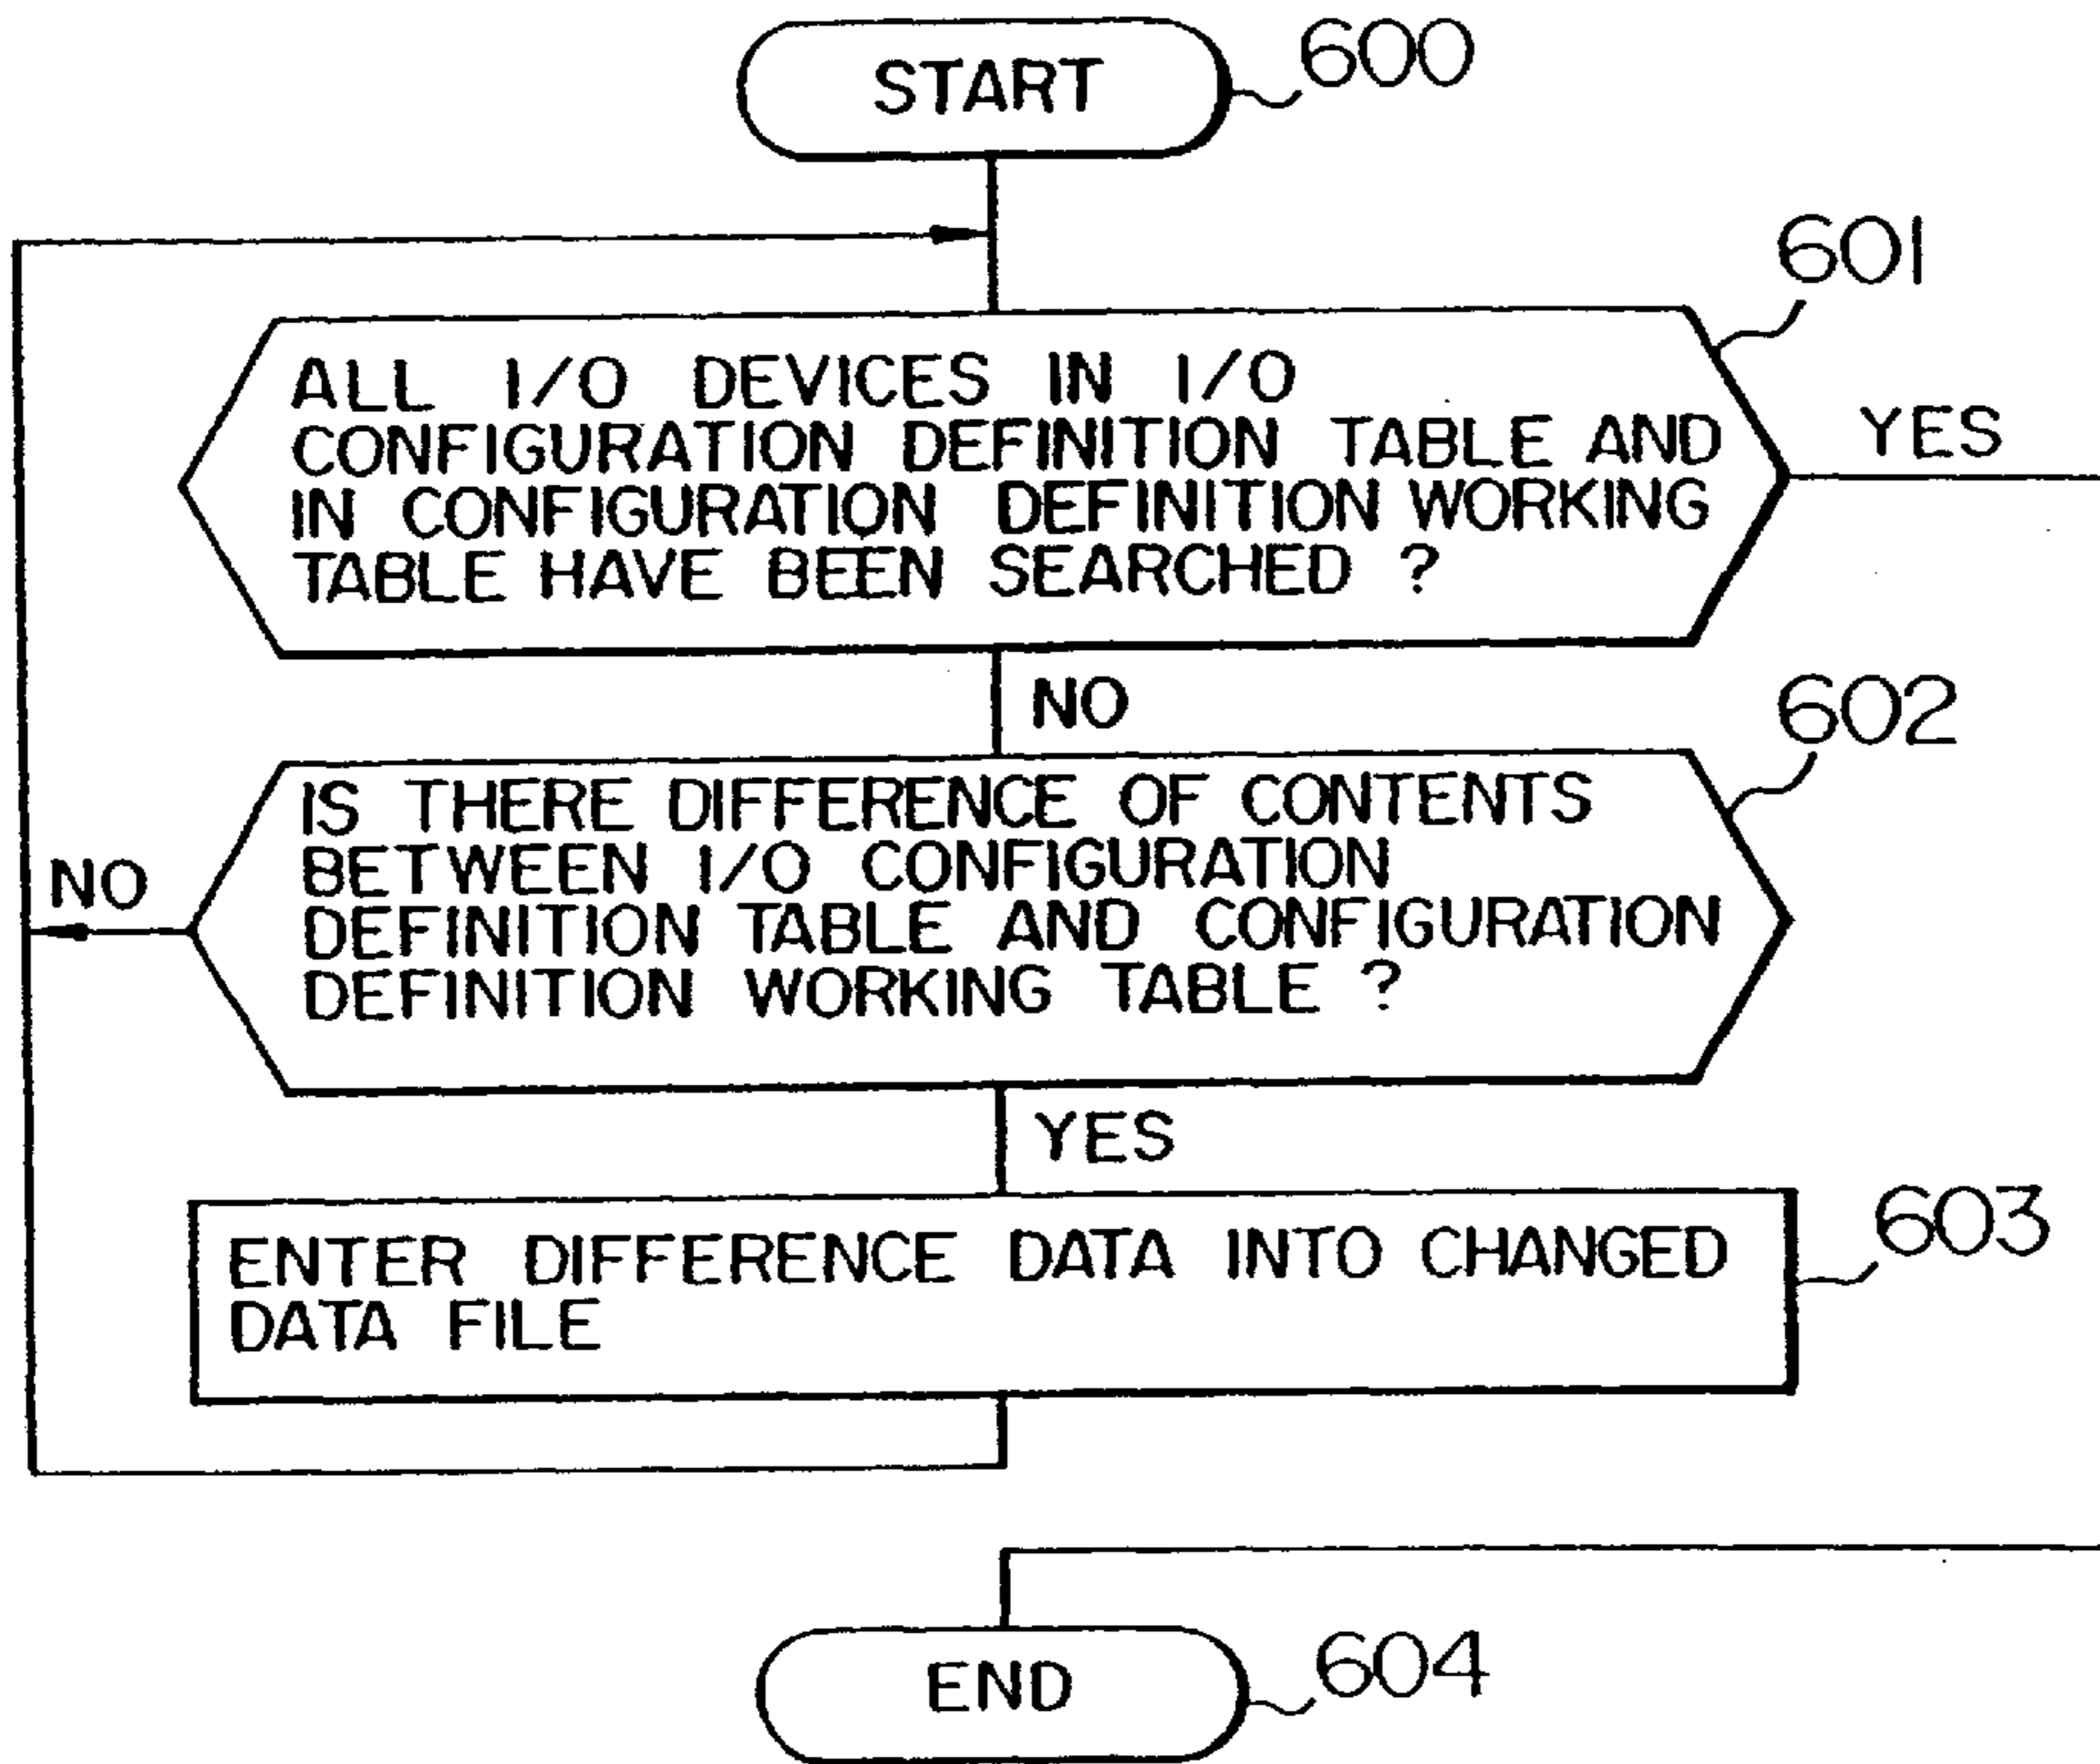 START
600
601
ALL I/O DEVICES IN I/O
CONFIGURATION DEFINITION TABLE AND
IN CONFIGURATION DEFINITION WORKING
TABLE HAVE BEEN SEARCHED ?
YES
NO
602
IS THERE DIFFERENCE OF CONTENTS
BETWEEN I/O CONFIGURATION
DEFINITION TABLE AND CONFIGURATION
DEFINITION WORKING TABLE ?
NO
YES
603
ENTER DIFFERENCE DATA INTO CHANGED
DATA FILE
END
604